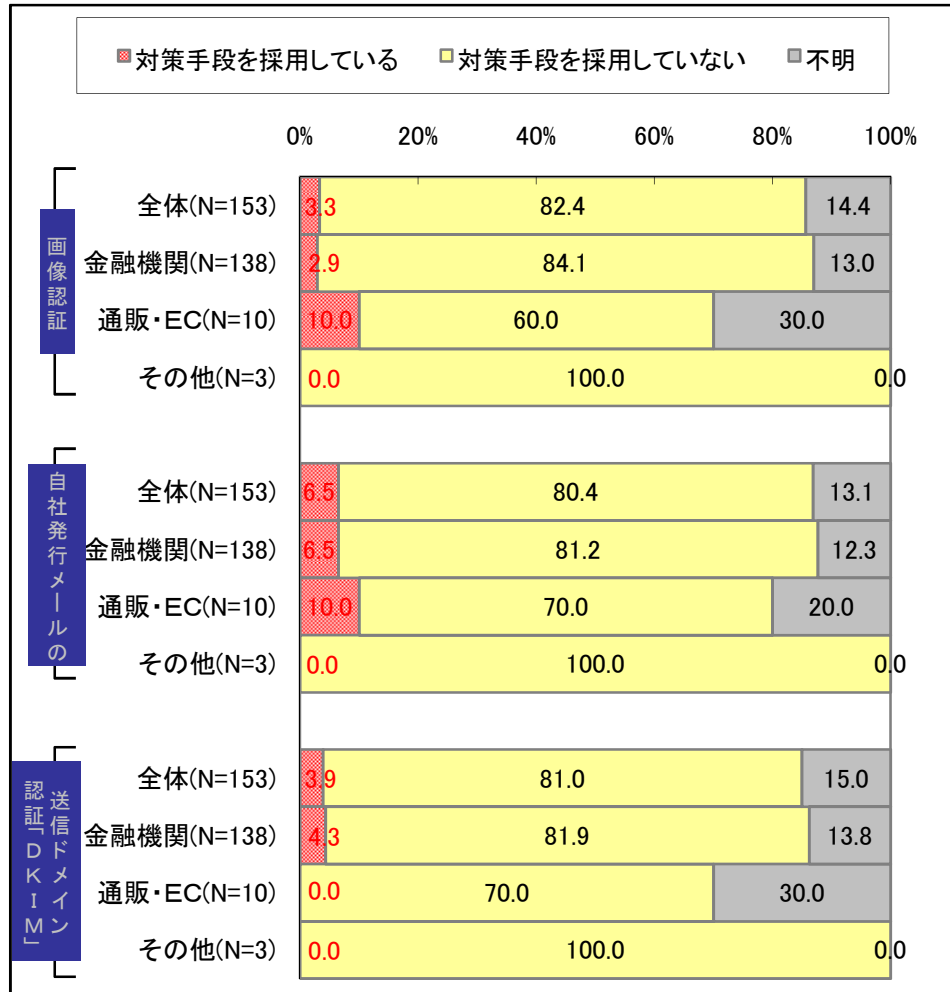 対策手段を採用している 対策手段を採用していない 不明
0% 20% 40% 60% 80% 100%
画像認証
全体(N=153) 3.3 82.4 14.4
金融機関(N=138) 2.9 84.1 13.0
通販・EC(N=10) 10.0 60.0 30.0
その他(N=3) 0.0 100.0 0.0
自社発行メールの
全体(N=153) 6.5 80.4 13.1
金融機関(N=138) 6.5 81.2 12.3
通販・EC(N=10) 10.0 70.0 20.0
その他(N=3) 0.0 100.0 0.0
送信ドメイン
認証「DKIM」
全体(N=153) 3.9 81.0 15.0
金融機関(N=138) 4.3 81.9 13.8
通販・EC(N=10) 0.0 70.0 30.0
その他(N=3) 0.0 100.0 0.0